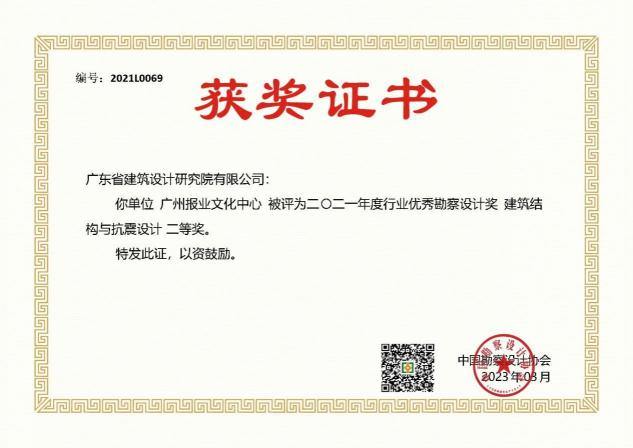 编号：2021L0069
获奖证书
广东省建筑设计研究院有限公司：
你单位 广州报业文化中心 被评为二〇二一年度行业优秀勘察设计奖 建筑结
构与抗震设计 二等奖。
特发此证，以资鼓励。
中国勘察设计协会
2023年03月